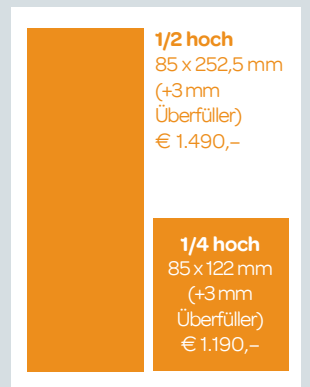 1/2 hoch
85 x 252,5 mm
(+3 mm
Überfüller)
€ 1.490,–
1/4 hoch
85 x 122 mm
(+3 mm
Überfüller)
€ 1.190,–